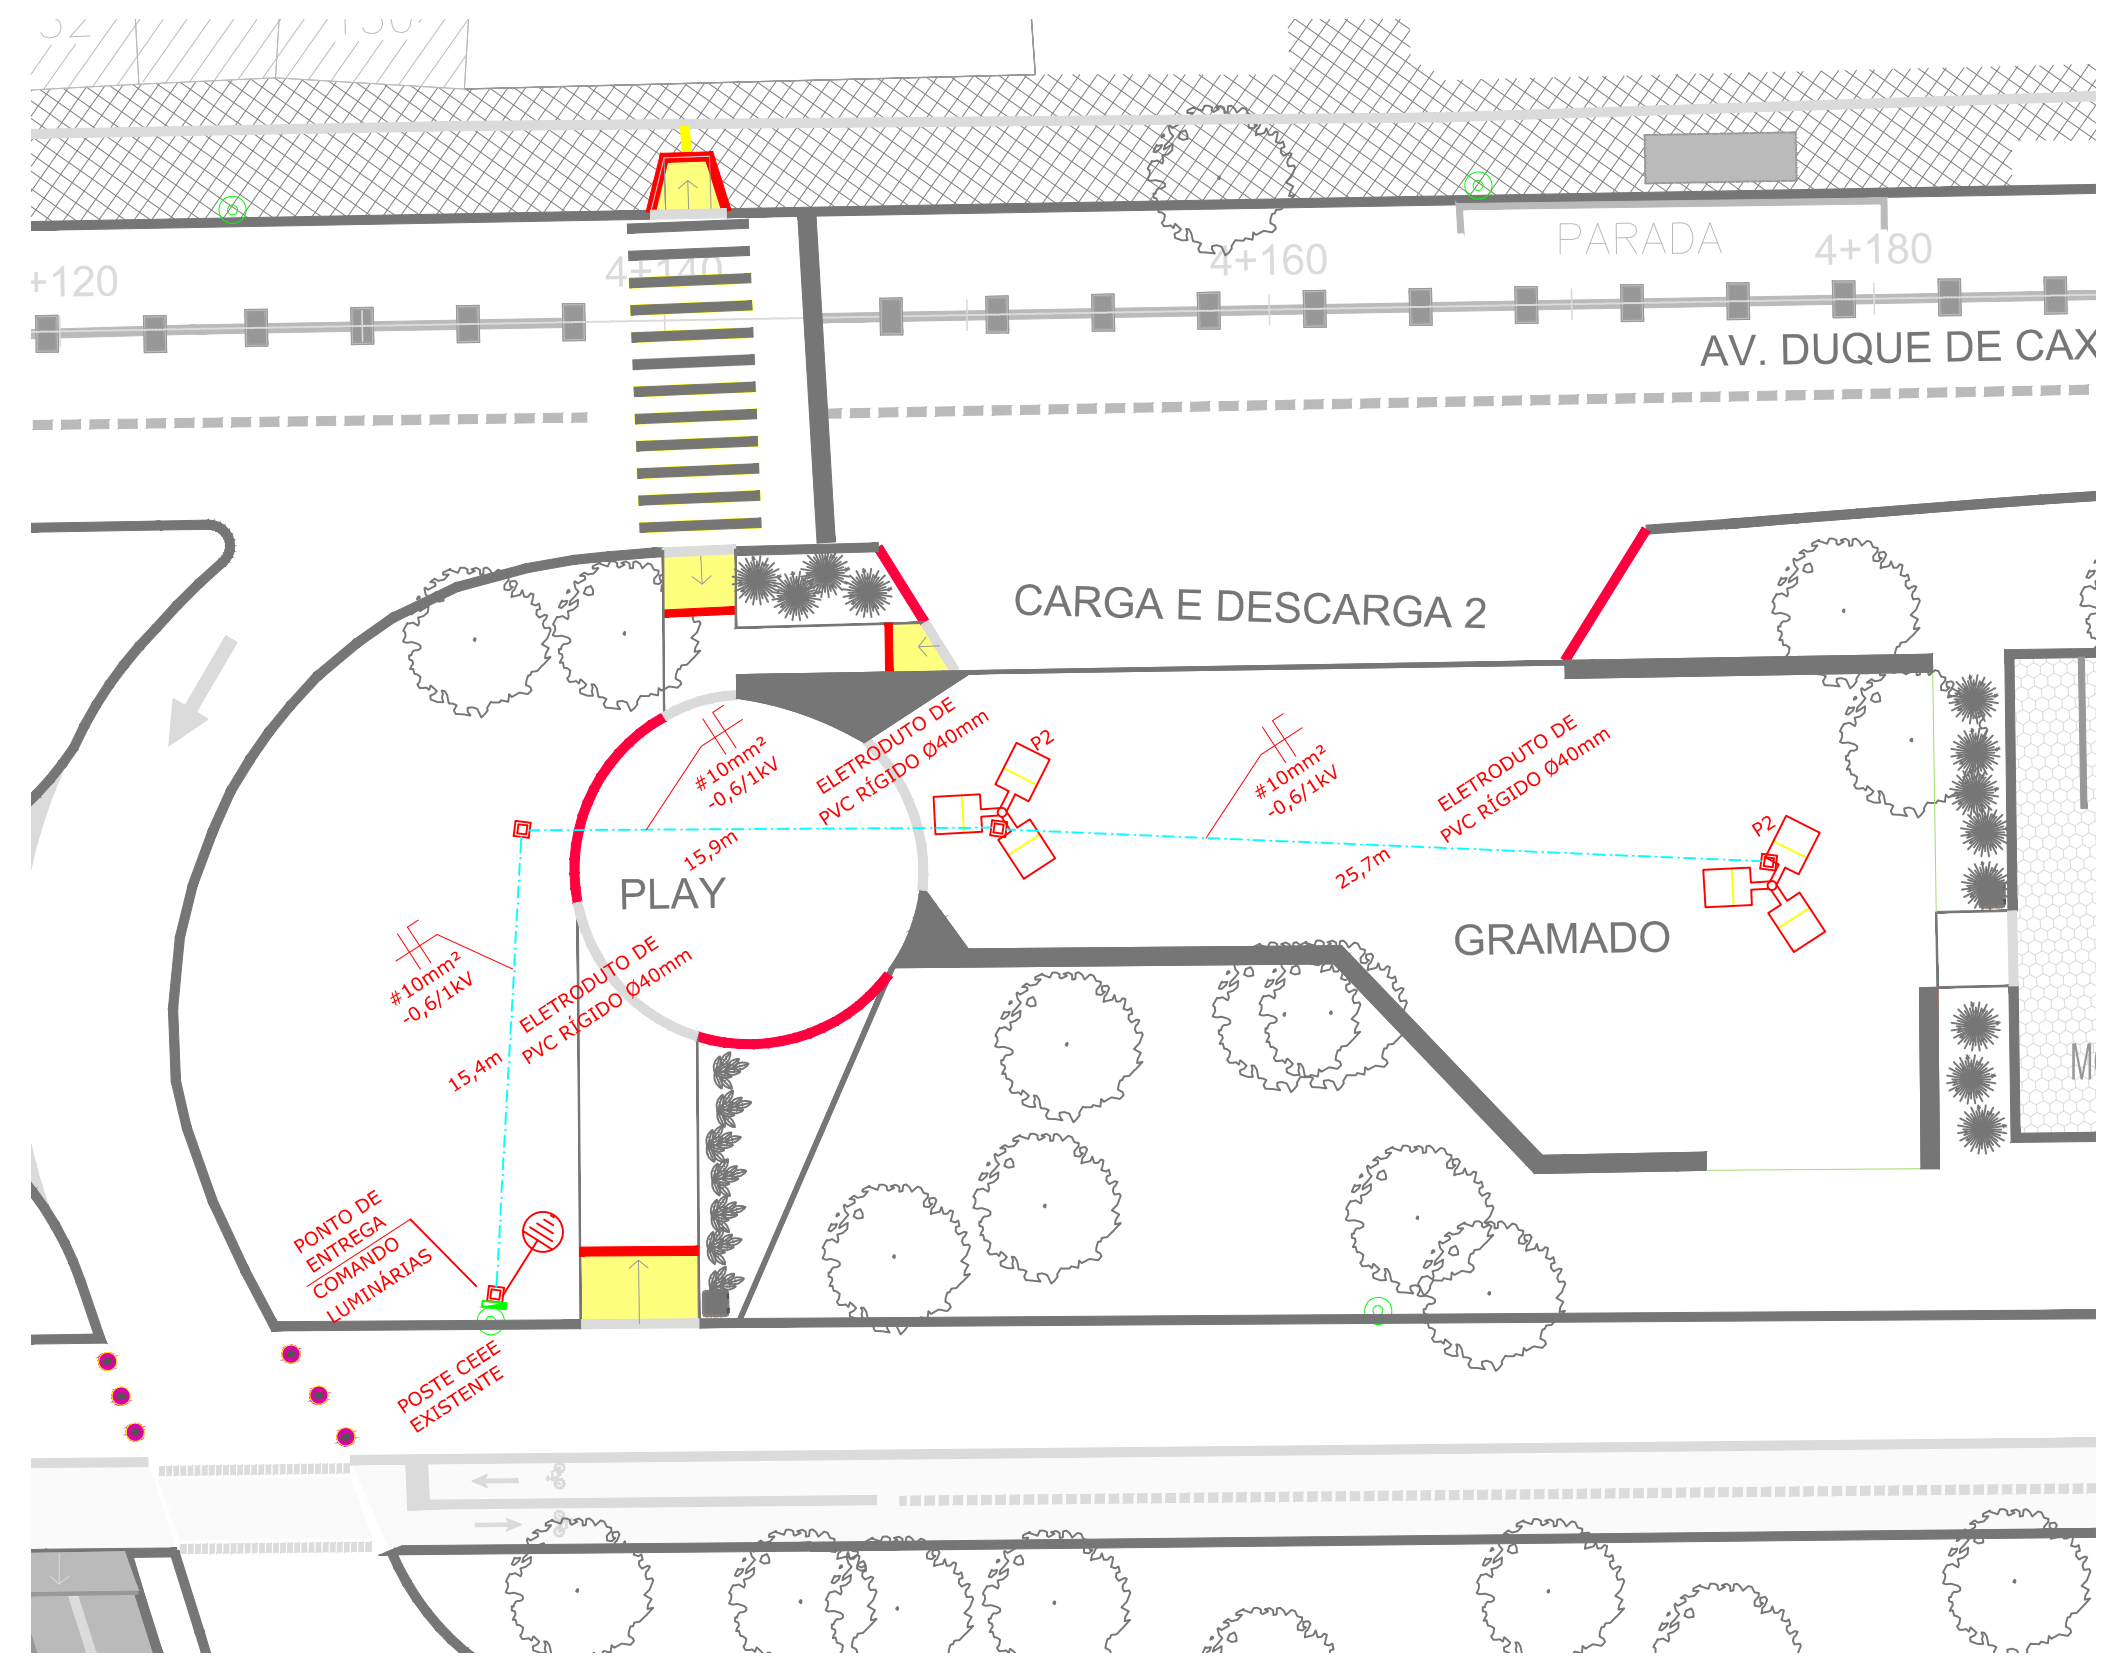 +120
4+140
4+160
PARADA
4+180
AV. DUQUE DE CAX
CARGA E DESCARGA 2
#10mm²
-0,6/1kV
ELETRODUTO DE
PVC RÍGIDO Ø40mm
P2
#10mm²
-0,6/1kV
ELETRODUTO DE
PVC RÍGIDO Ø40mm
P2
15,9m
25,7m
PLAY
GRAMADO
#10mm²
-0,6/1kV
ELETRODUTO DE
PVC RÍGIDO Ø40mm
15,4m
PONTO DE
ENTREGA
COMANDO
LUMINÁRIAS
POSTE CEEE
EXISTENTE